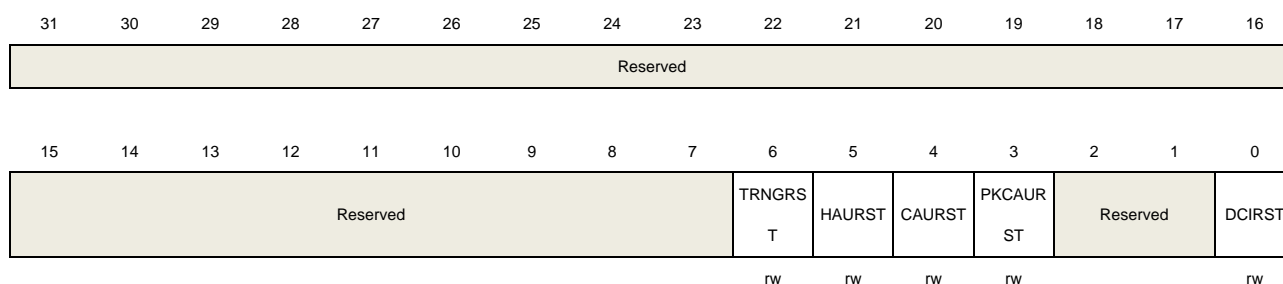 31 30 29 28 27 26 25 24 23 22 21 20 19 18 17 16
Reserved
15 14 13 12 11 10 9 8 7 6 5 4 3 2 1 0
Reserved TRNGRS
T HAURST CAURST PKCAUR
ST Reserved DCIRST
rw rw rw rw rw